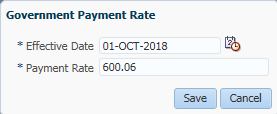 Government Payment Rate
* Effective Date 01-OCT-2018
* Payment Rate 600.06
Save Cancel